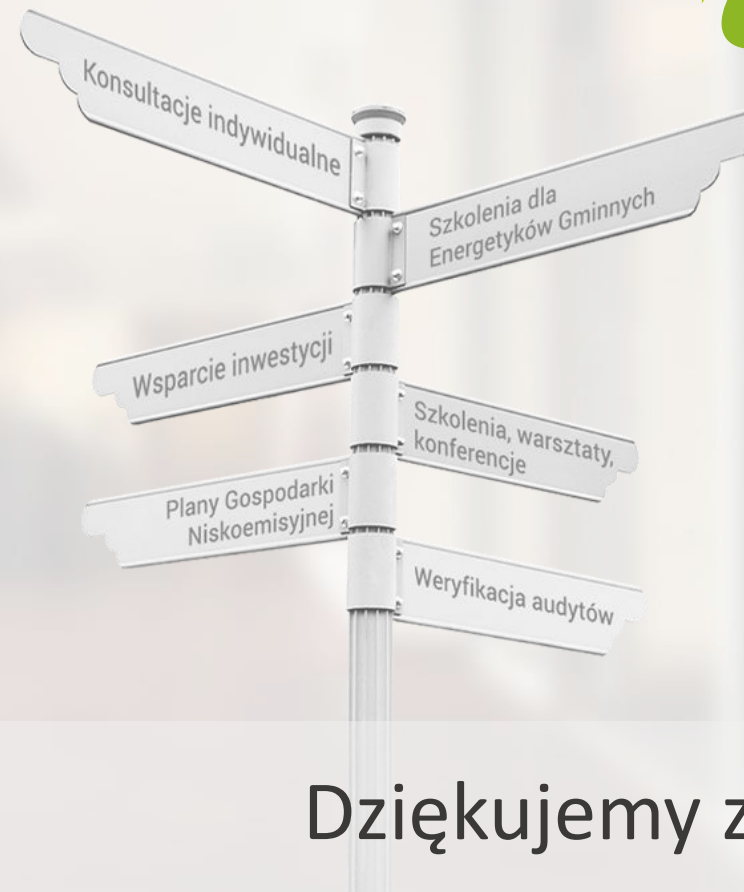 Konsultacje indywidualne
Szkolenia dla
Energetyków Gminnych
Wsparcie inwestycji
Szkolenia, warsztaty,
konferencje
Plany Gospodarki
Niskoemisyjnej
Weryfikacja audytów
Dziękujemy z